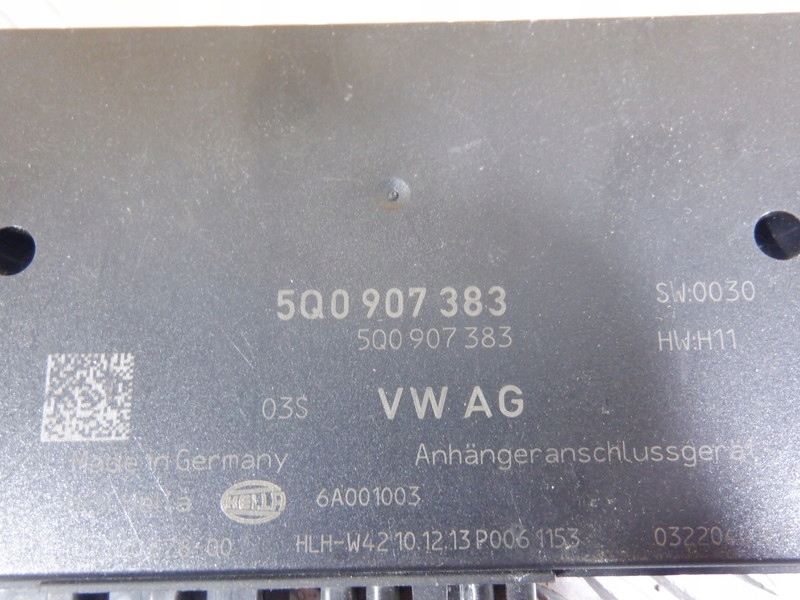 5Q0 907 383
SW:0030
5Q0 907 383
HW:H11
03S
VW AG
Made in Germany
Anhängeranschlussgerät
HELLA
6A001003
HLH-W42 10.12.13 P006 1153